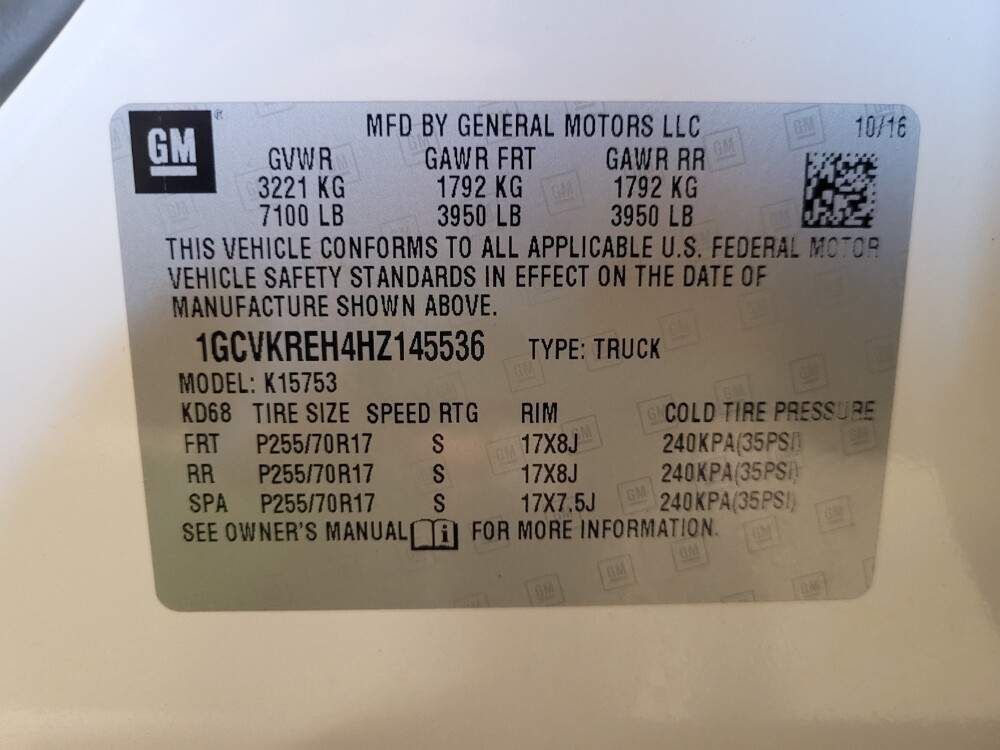 GM ® MFD BY GENERAL MOTORS LLC 10/16
GVWR GAWR FRT GAWR RR
3221 KG 1792 KG 1792 KG
7100 LB 3950 LB 3950 LB
THIS VEHICLE CONFORMS TO ALL APPLICABLE U.S. FEDERAL MOTOR
VEHICLE SAFETY STANDARDS IN EFFECT ON THE DATE OF
MANUFACTURE SHOWN ABOVE.
1GCVKREH4HZ145536 TYPE: TRUCK
MODEL: K15753
KD68 TIRE SIZE SPEED RTG RIM COLD TIRE PRESSURE
FRT P255/70R17 S 17X8J 240KPA(35PSI)
RR P255/70R17 S 17X8J 240KPA(35PSI)
SPA P255/70R17 S 17X7.5J 240KPA(35PSI)
SEE OWNER'S MANUAL i FOR MORE INFORMATION.